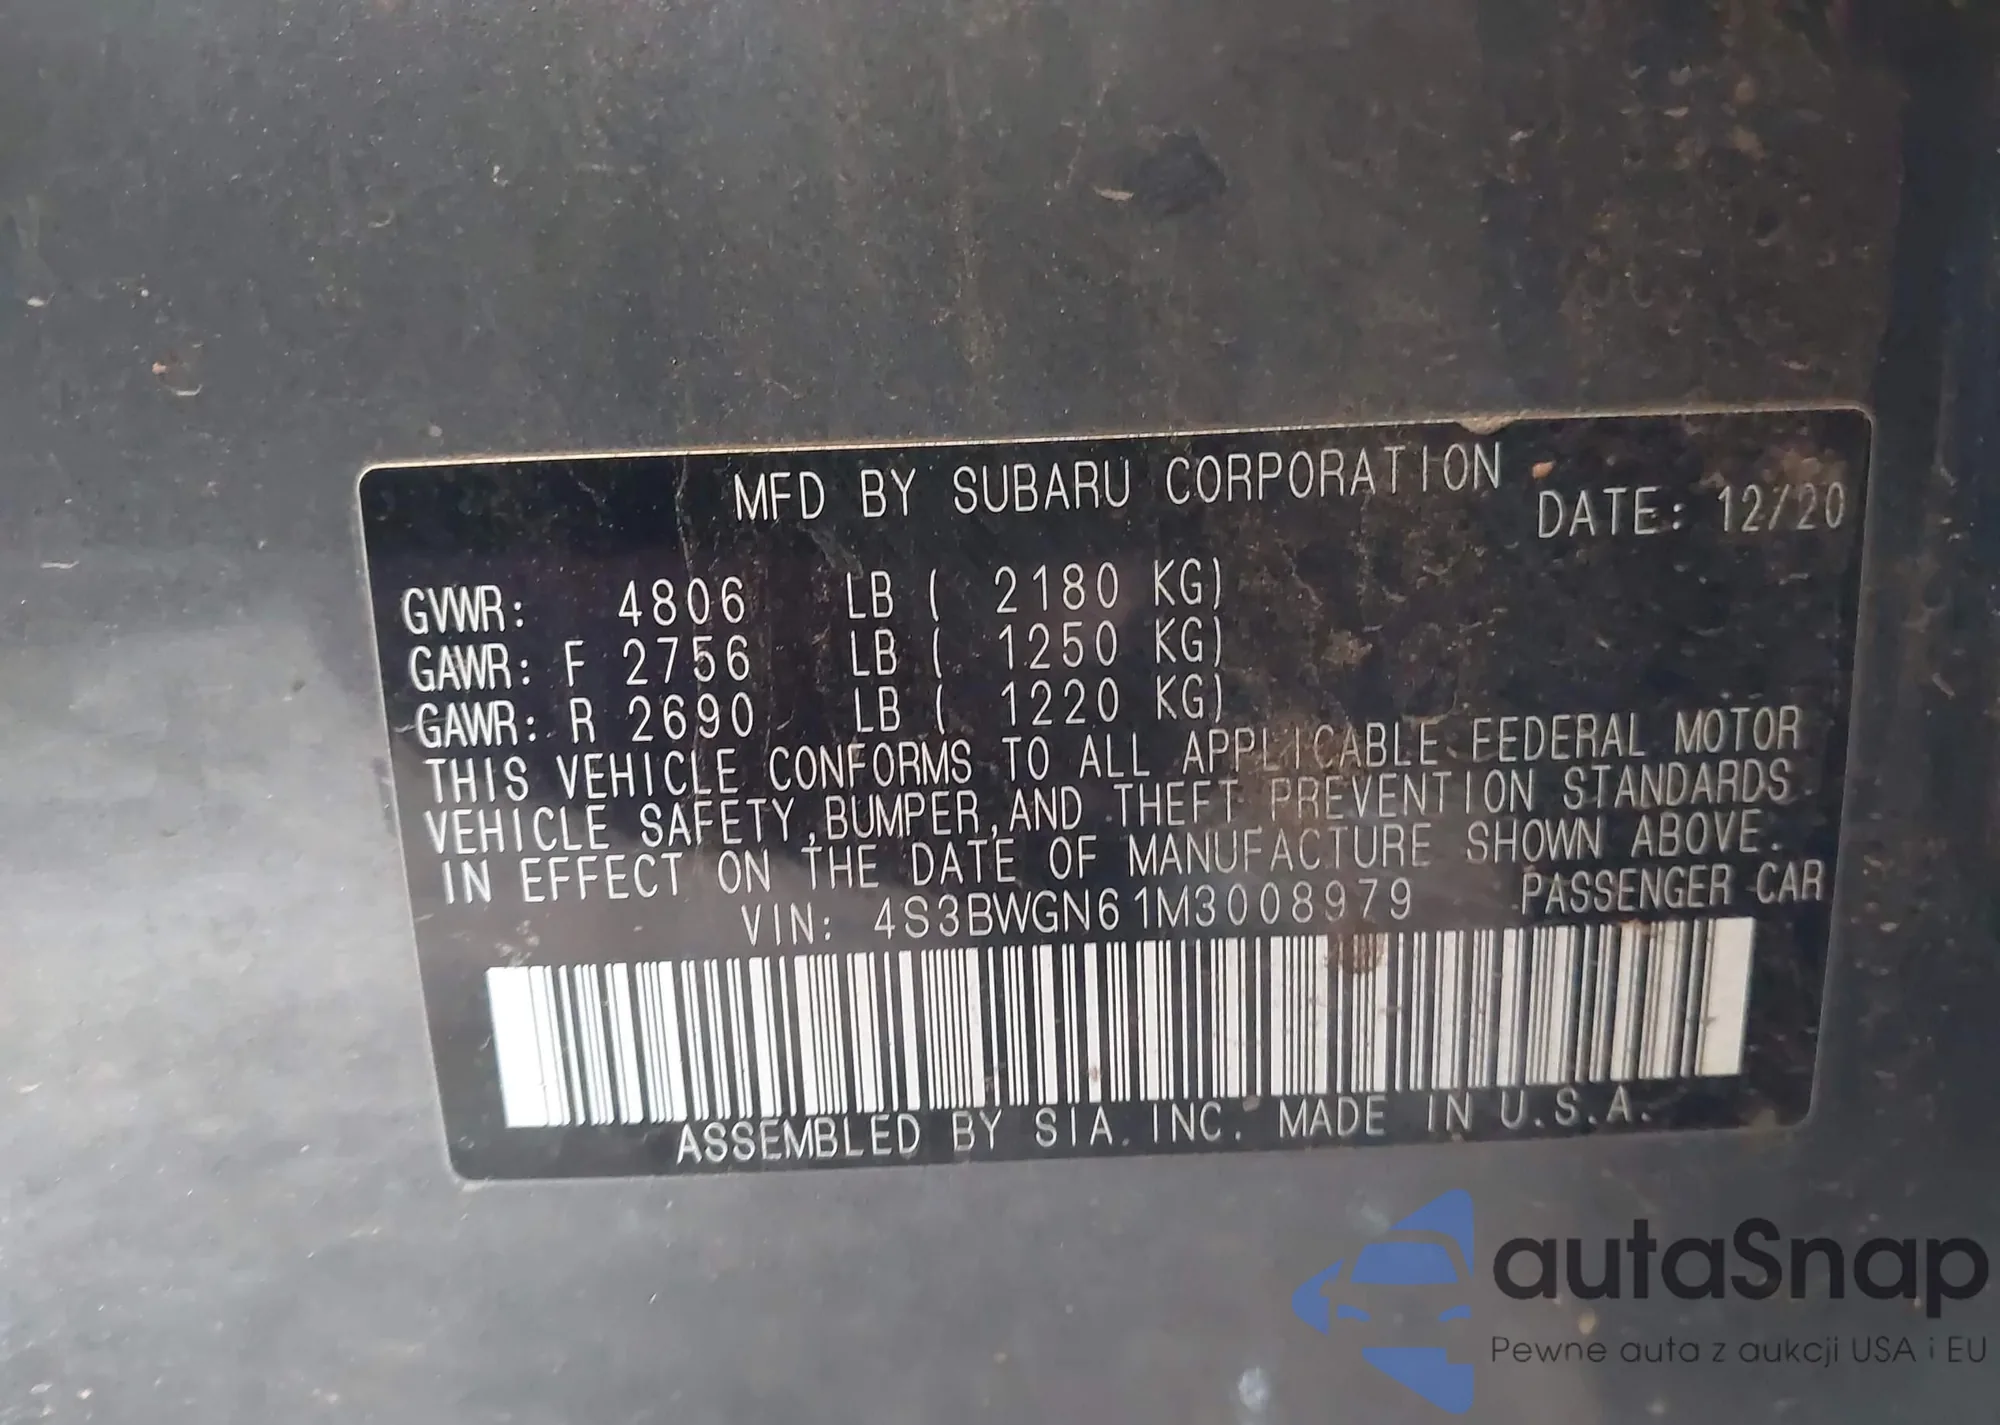 MFD BY SUBARU CORPORATION
DATE: 12/20
GVWR: 4806 LB ( 2180 KG)
GAWR: F 2756 LB ( 1250 KG)
GAWR: R 2690 LB ( 1220 KG)
THIS VEHICLE CONFORMS TO ALL APPLICABLE FEDERAL MOTOR
VEHICLE SAFETY,BUMPER,AND THEFT PREVENTION STANDARDS
IN EFFECT ON THE DATE OF MANUFACTURE SHOWN ABOVE.
VIN: 4S3BWGN61M3008979 PASSENGER CAR
ASSEMBLED BY SIA.INC. MADE IN U.S.A.
autaSnap
Pewne auta z aukcji USA i EU